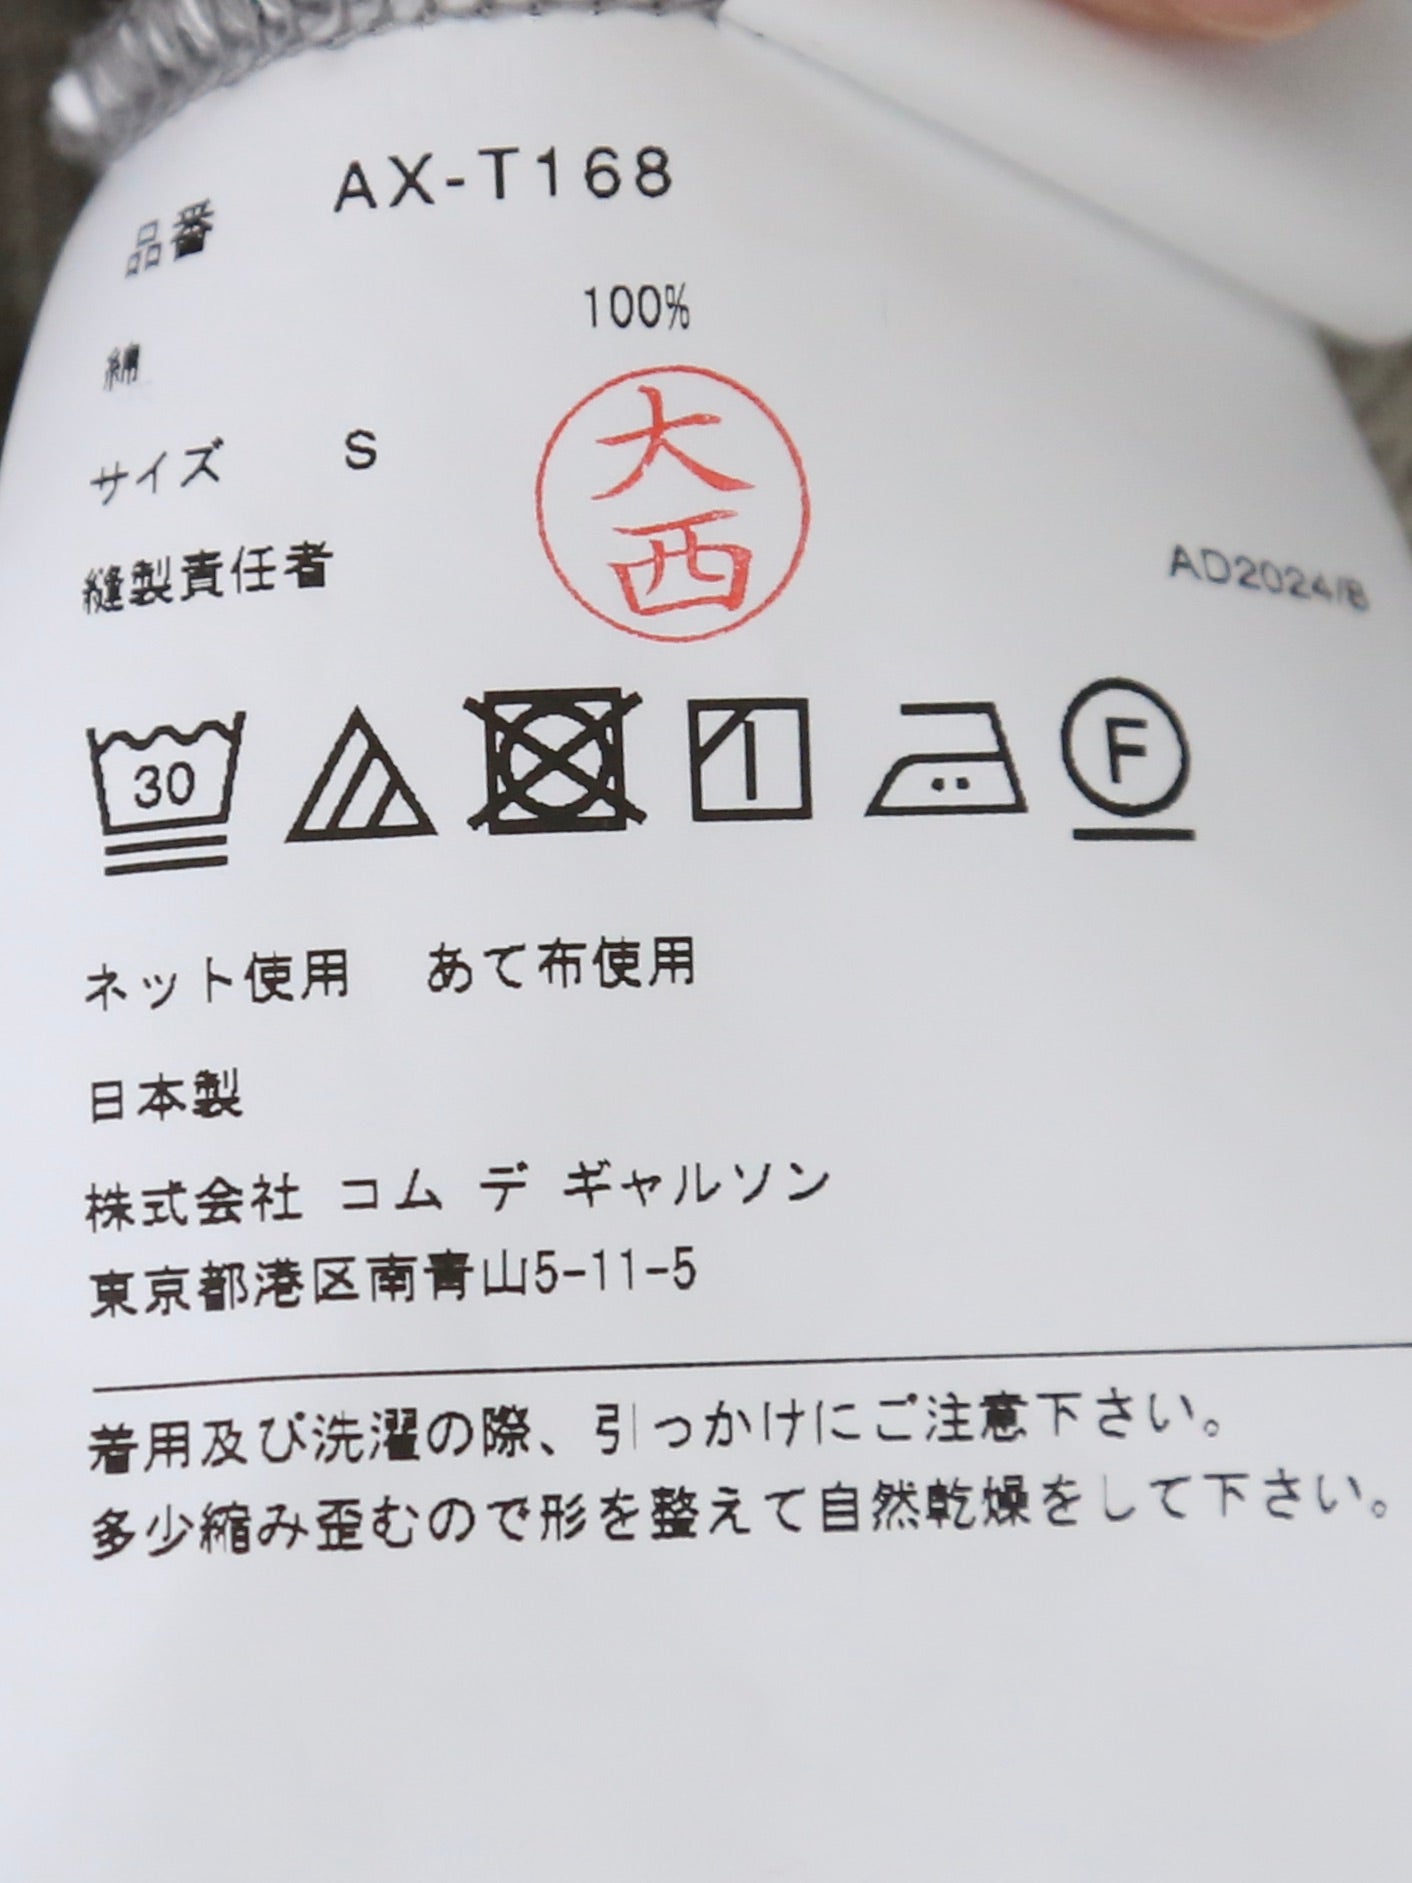 品番 AX-T168
綿 100%
サイズ S
縫製責任者 大西
AD2024/8
30
F
ネット使用 あて布使用
日本製
株式会社 コム デ ギャルソン
東京都港区南青山5-11-5
着用及び洗濯の際、引っかけにご注意下さい。
多少縮み歪むので形を整えて自然乾燥をして下さい。